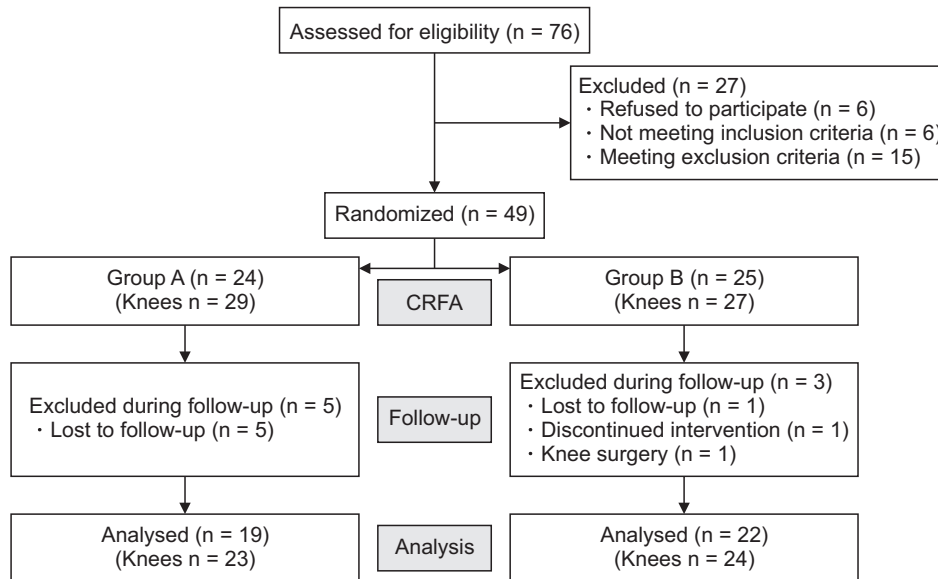 Assessed for eligibility (n = 76)
Excluded (n = 27)
· Refused to participate (n = 6)
· Not meeting inclusion criteria (n = 6)
· Meeting exclusion criteria (n = 15)
Randomized (n = 49)
Group A (n = 24)
(Knees n = 29)
CRFA
Group B (n = 25)
(Knees n = 27)
Excluded during follow-up (n = 5)
· Lost to follow-up (n = 5)
Follow-up
Excluded during follow-up (n = 3)
· Lost to follow-up (n = 1)
· Discontinued intervention (n = 1)
· Knee surgery (n = 1)
Analysed (n = 19)
(Knees n = 23)
Analysis
Analysed (n = 22)
(Knees n = 24)